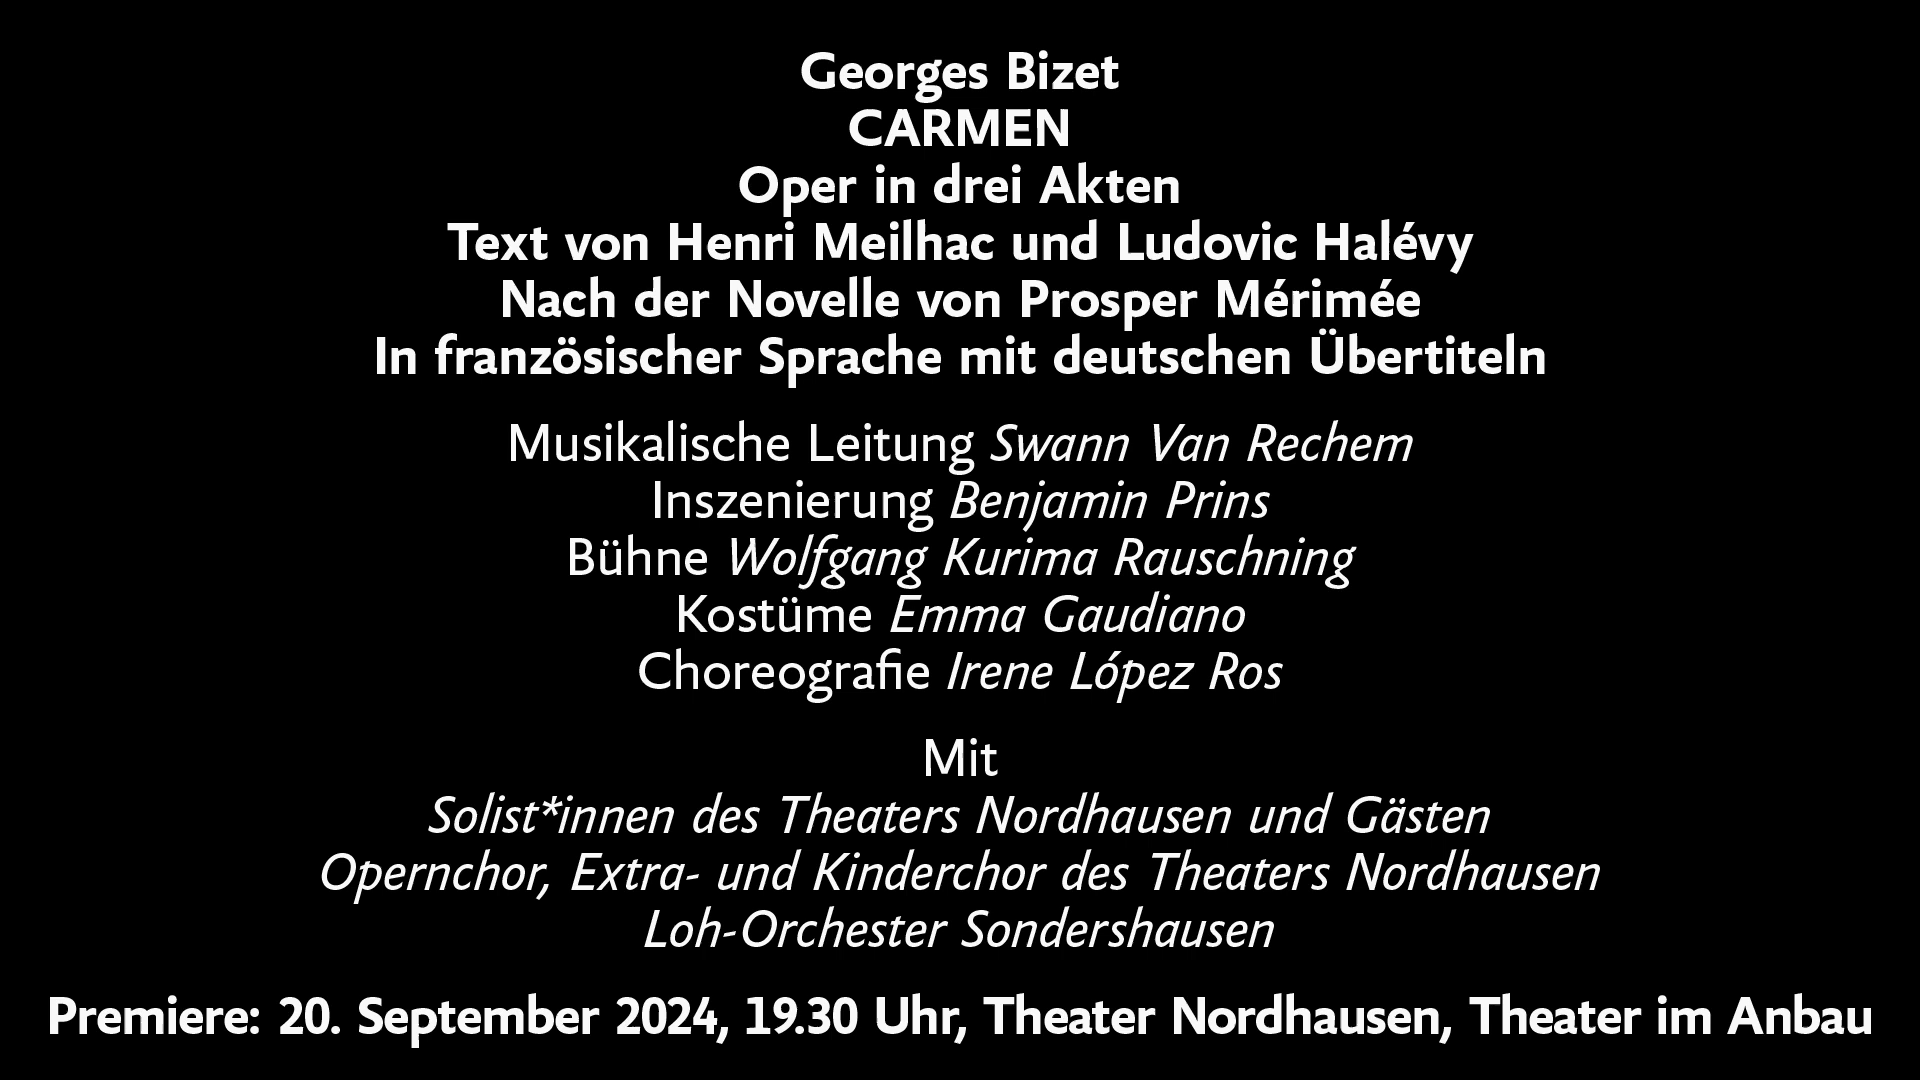 Georges Bizet
CARMEN
Oper in drei Akten
Text von Henri Meilhac und Ludovic Halévy
Nach der Novelle von Prosper Mérimée
In französischer Sprache mit deutschen Übertiteln
Musikalische Leitung Swann Van Rechem
Inszenierung Benjamin Prins
Bühne Wolfgang Kurima Rauschning
Kostüme Emma Gaudiano
Choreografie Irene López Ros
Mit
Solist*innen des Theaters Nordhausen und Gästen
Opernchor, Extra- und Kinderchor des Theaters Nordhausen
Loh-Orchester Sondershausen
Premiere: 20. September 2024, 19.30 Uhr, Theater Nordhausen, Theater im Anbau